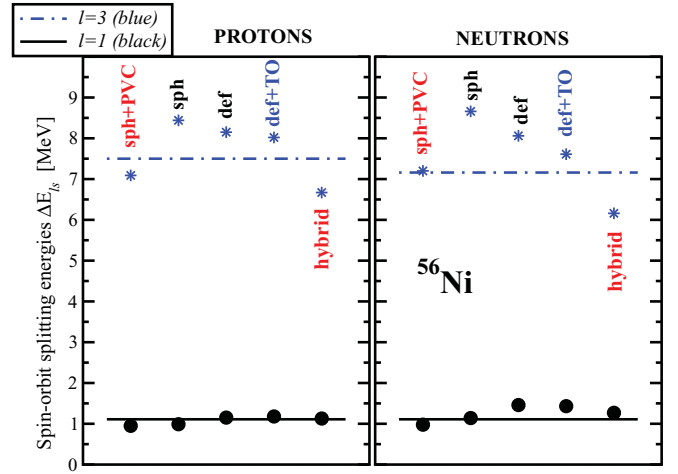 l=3 (blue)
l=1 (black)
PROTONS
NEUTRONS
Spin-orbit splitting energies ΔE_ls [MeV]
9
8
7
6
5
4
3
2
1
0
sph+PVC
sph
def
def+TO
hybrid
sph+PVC
sph
def
def+TO
hybrid
⁵⁶Ni